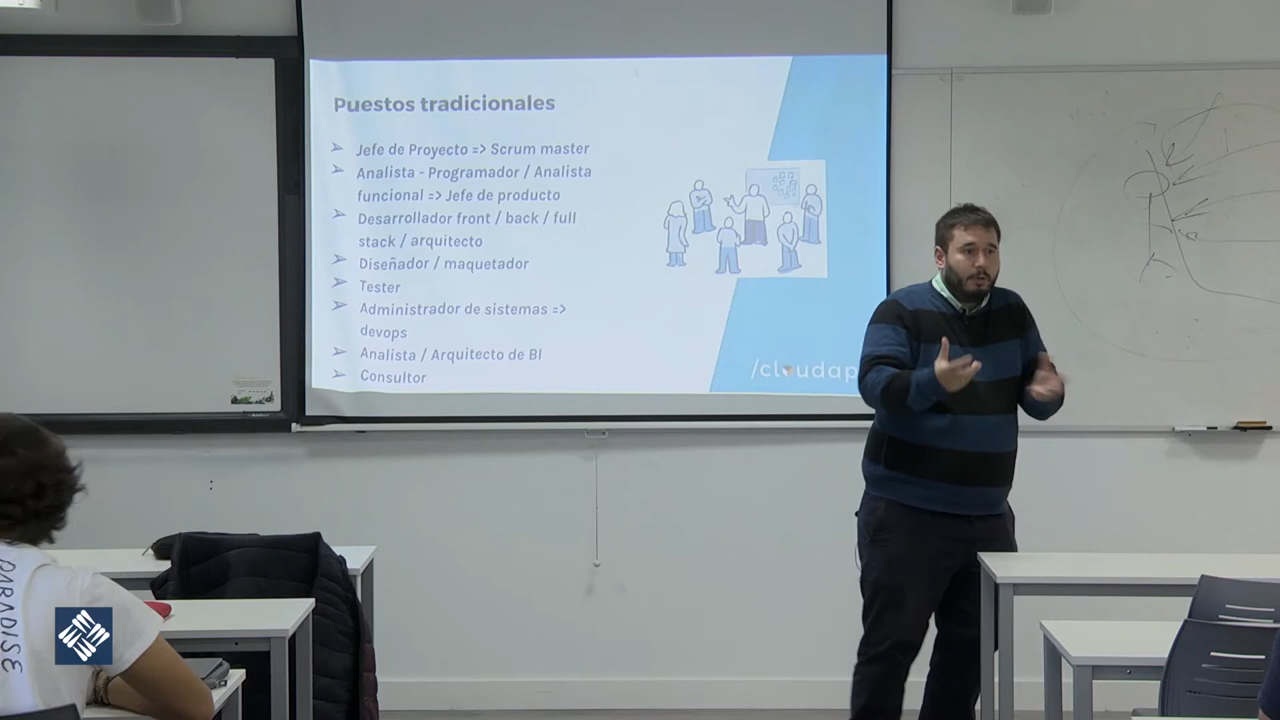 Puestos tradicionales
Jefe de Proyecto => Scrum master
Analista - Programador / Analista
funcional => Jefe de producto
Desarrollador front / back / full
stack / arquitecto
Diseñador / maquetador
Tester
Administrador de sistemas =>
devops
Analista / Arquitecto de BI
Consultor
/cloudap
PARADISE